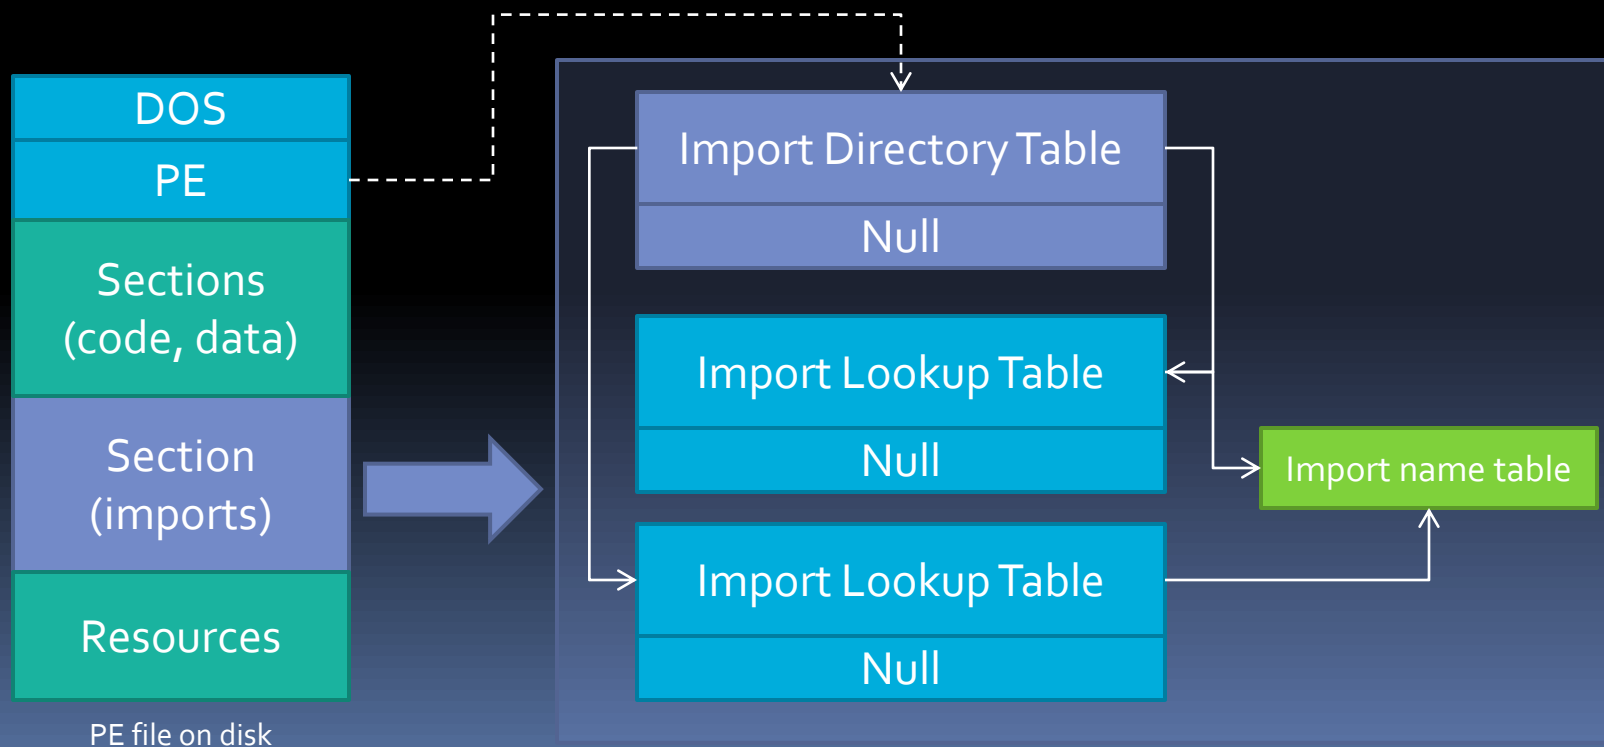 DOS
PE
Sections
(code, data)
Section
(imports)
Resources
PE file on disk
Import Directory Table
Null
Import Lookup Table
Null
Import Lookup Table
Null
Import name table